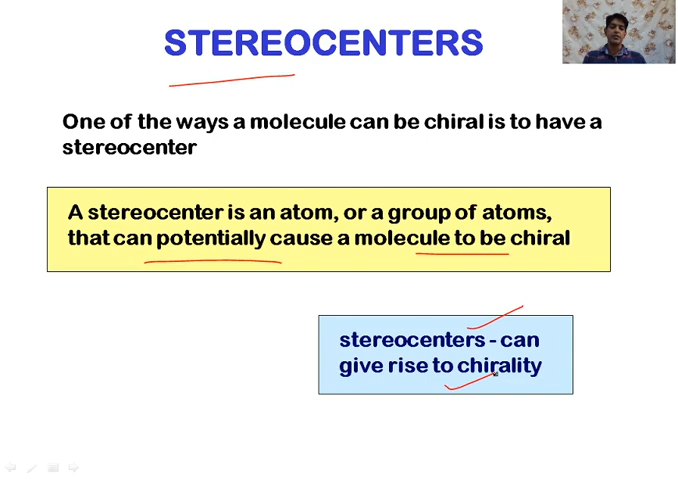 STEREOCENTERS
One of the ways a molecule can be chiral is to have a
stereocenter
A stereocenter is an atom, or a group of atoms,
that can potentially cause a molecule to be chiral
stereocenters - can
give rise to chirality